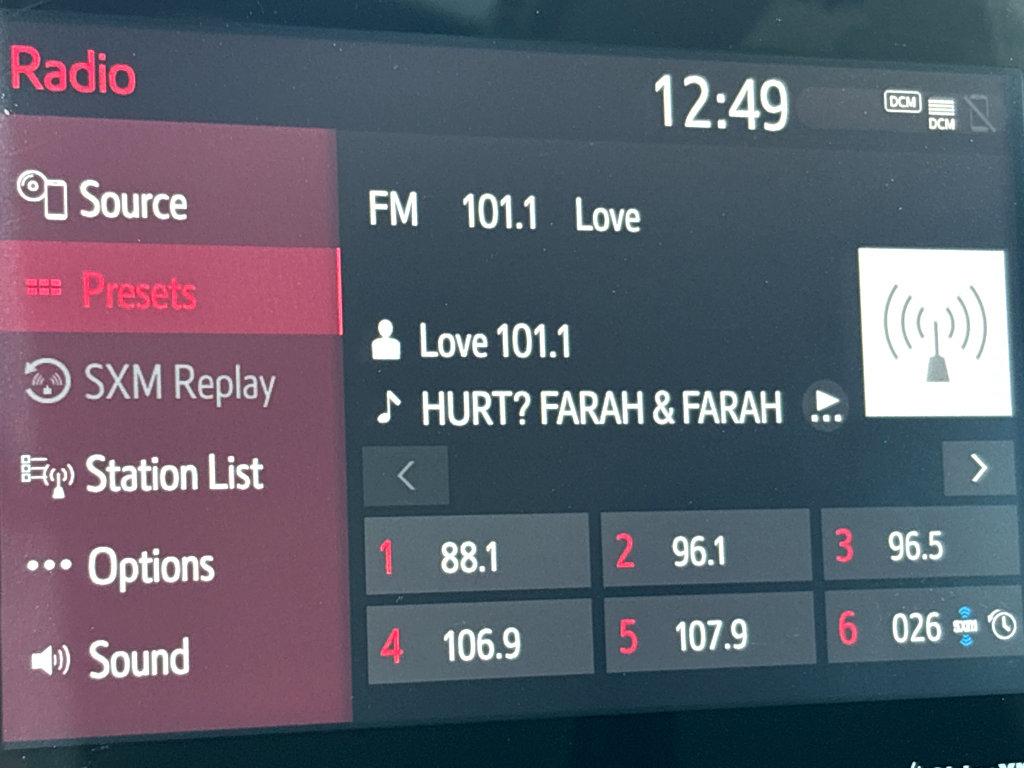 Radio
12:49
DCM
DCM
Source
FM 101.1 Love
Presets
Love 101.1
SXM Replay
HURT? FARAH & FARAH
Station List
1 88.1
2 96.1
3 96.5
Options
4 106.9
5 107.9
6 026 sxm
Sound